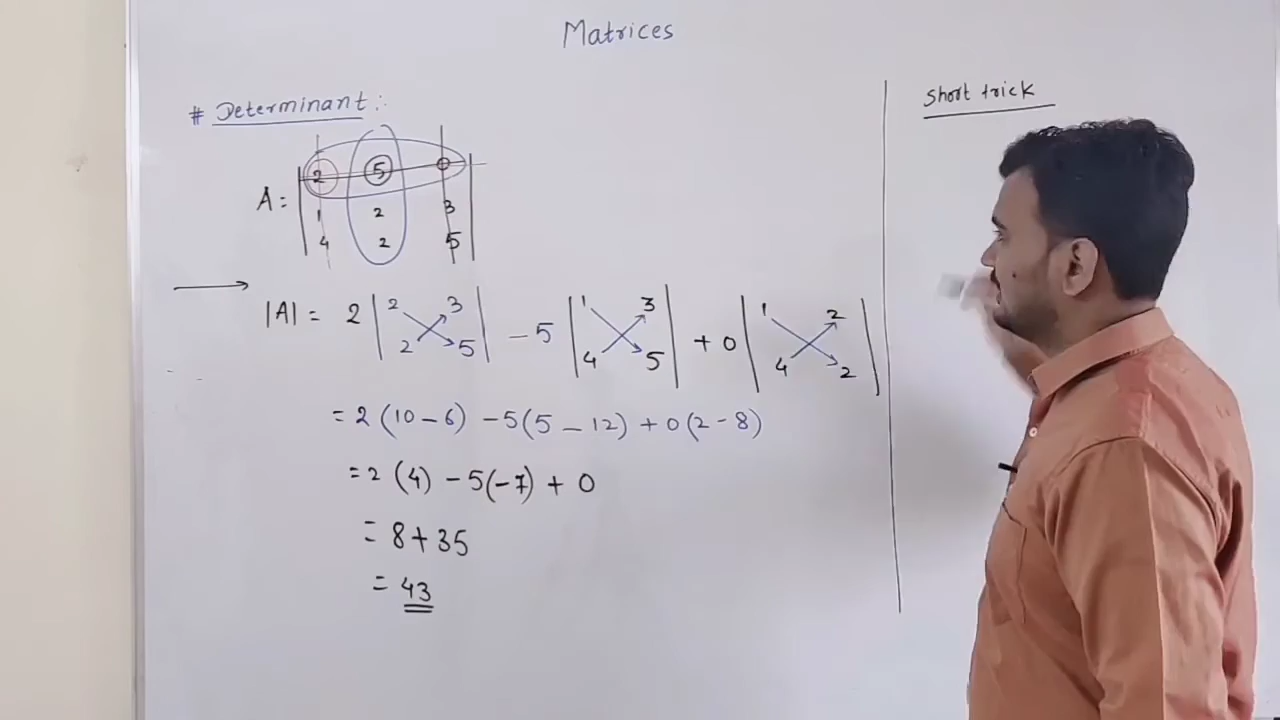 Matrices
# Determinant :-
A = | 2 5 0 |
| 1 2 3 |
| 4 2 5 |
|A| = 2 | 2 3 | - 5 | 1 3 | + 0 | 1 2 |
| 2 5 | | 4 5 | | 4 2 |
= 2 (10 - 6) - 5(5 - 12) + 0(2 - 8)
= 2 (4) - 5(-7) + 0
= 8 + 35
= 43
short trick